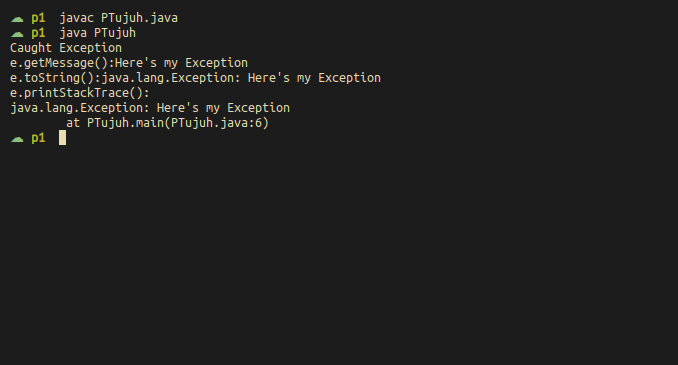 ☁ p1 javac PTujuh.java
☁ p1 java PTujuh
Caught Exception
e.getMessage():Here's my Exception
e.toString():java.lang.Exception: Here's my Exception
e.printStackTrace():
java.lang.Exception: Here's my Exception
        at PTujuh.main(PTujuh.java:6)
☁ p1